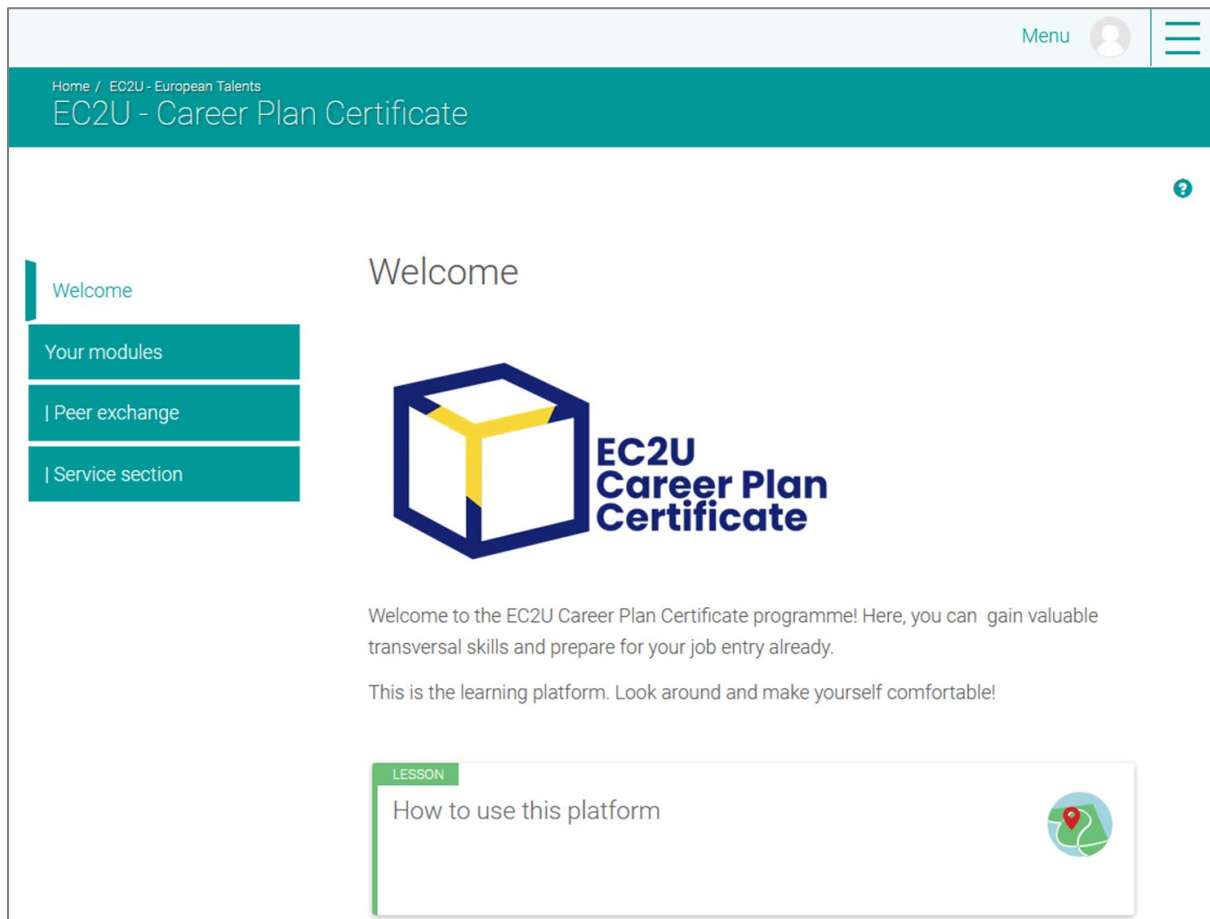 Menu
Home / EC2U - European Talents
EC2U - Career Plan Certificate
Welcome
Your modules
| Peer exchange
| Service section
Welcome
EC2U
Career Plan
Certificate
Welcome to the EC2U Career Plan Certificate programme! Here, you can gain valuable
transversal skills and prepare for your job entry already.
This is the learning platform. Look around and make yourself comfortable!
LESSON
How to use this platform